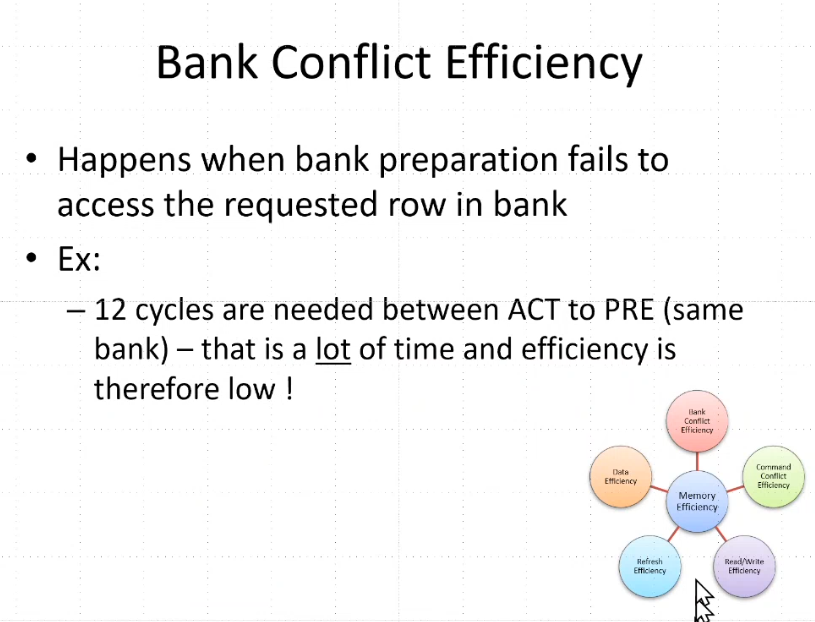 Bank Conflict Efficiency
• Happens when bank preparation fails to
access the requested row in bank
• Ex:
– 12 cycles are needed between ACT to PRE (same
bank) – that is a lot of time and efficiency is
therefore low !
Bank
Conflict
Efficiency
Data
Efficiency
Command
Conflict
Efficiency
Memory
Efficiency
Refresh
Efficiency
Read/Write
Efficiency